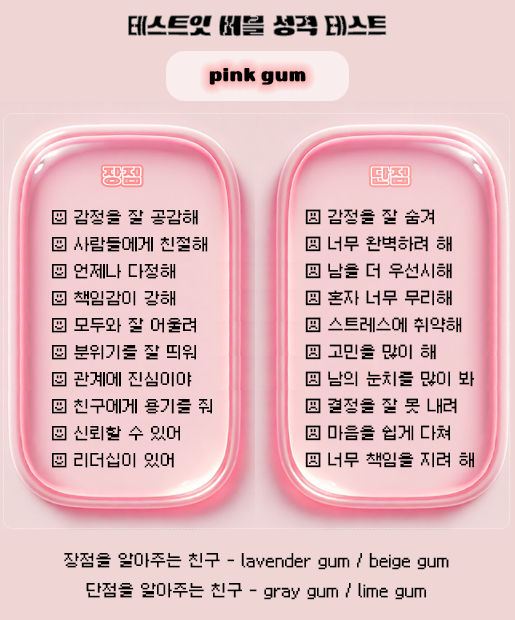 테스트잇 버블 성격 테스트
pink gum
장점
감정을 잘 공감해
사람들에게 친절해
언제나 다정해
책임감이 강해
모두와 잘 어울려
분위기를 잘 띄워
관계에 진심이야
친구에게 용기를 줘
신뢰할 수 있어
리더십이 있어
단점
감정을 잘 숨겨
너무 완벽하려 해
남을 더 우선시해
혼자 너무 무리해
스트레스에 취약해
고민을 많이 해
남의 눈치를 많이 봐
결정을 잘 못 내려
마음을 쉽게 다쳐
너무 책임을 지려 해
장점을 알아주는 친구 - lavender gum / beige gum
단점을 알아주는 친구 - gray gum / lime gum